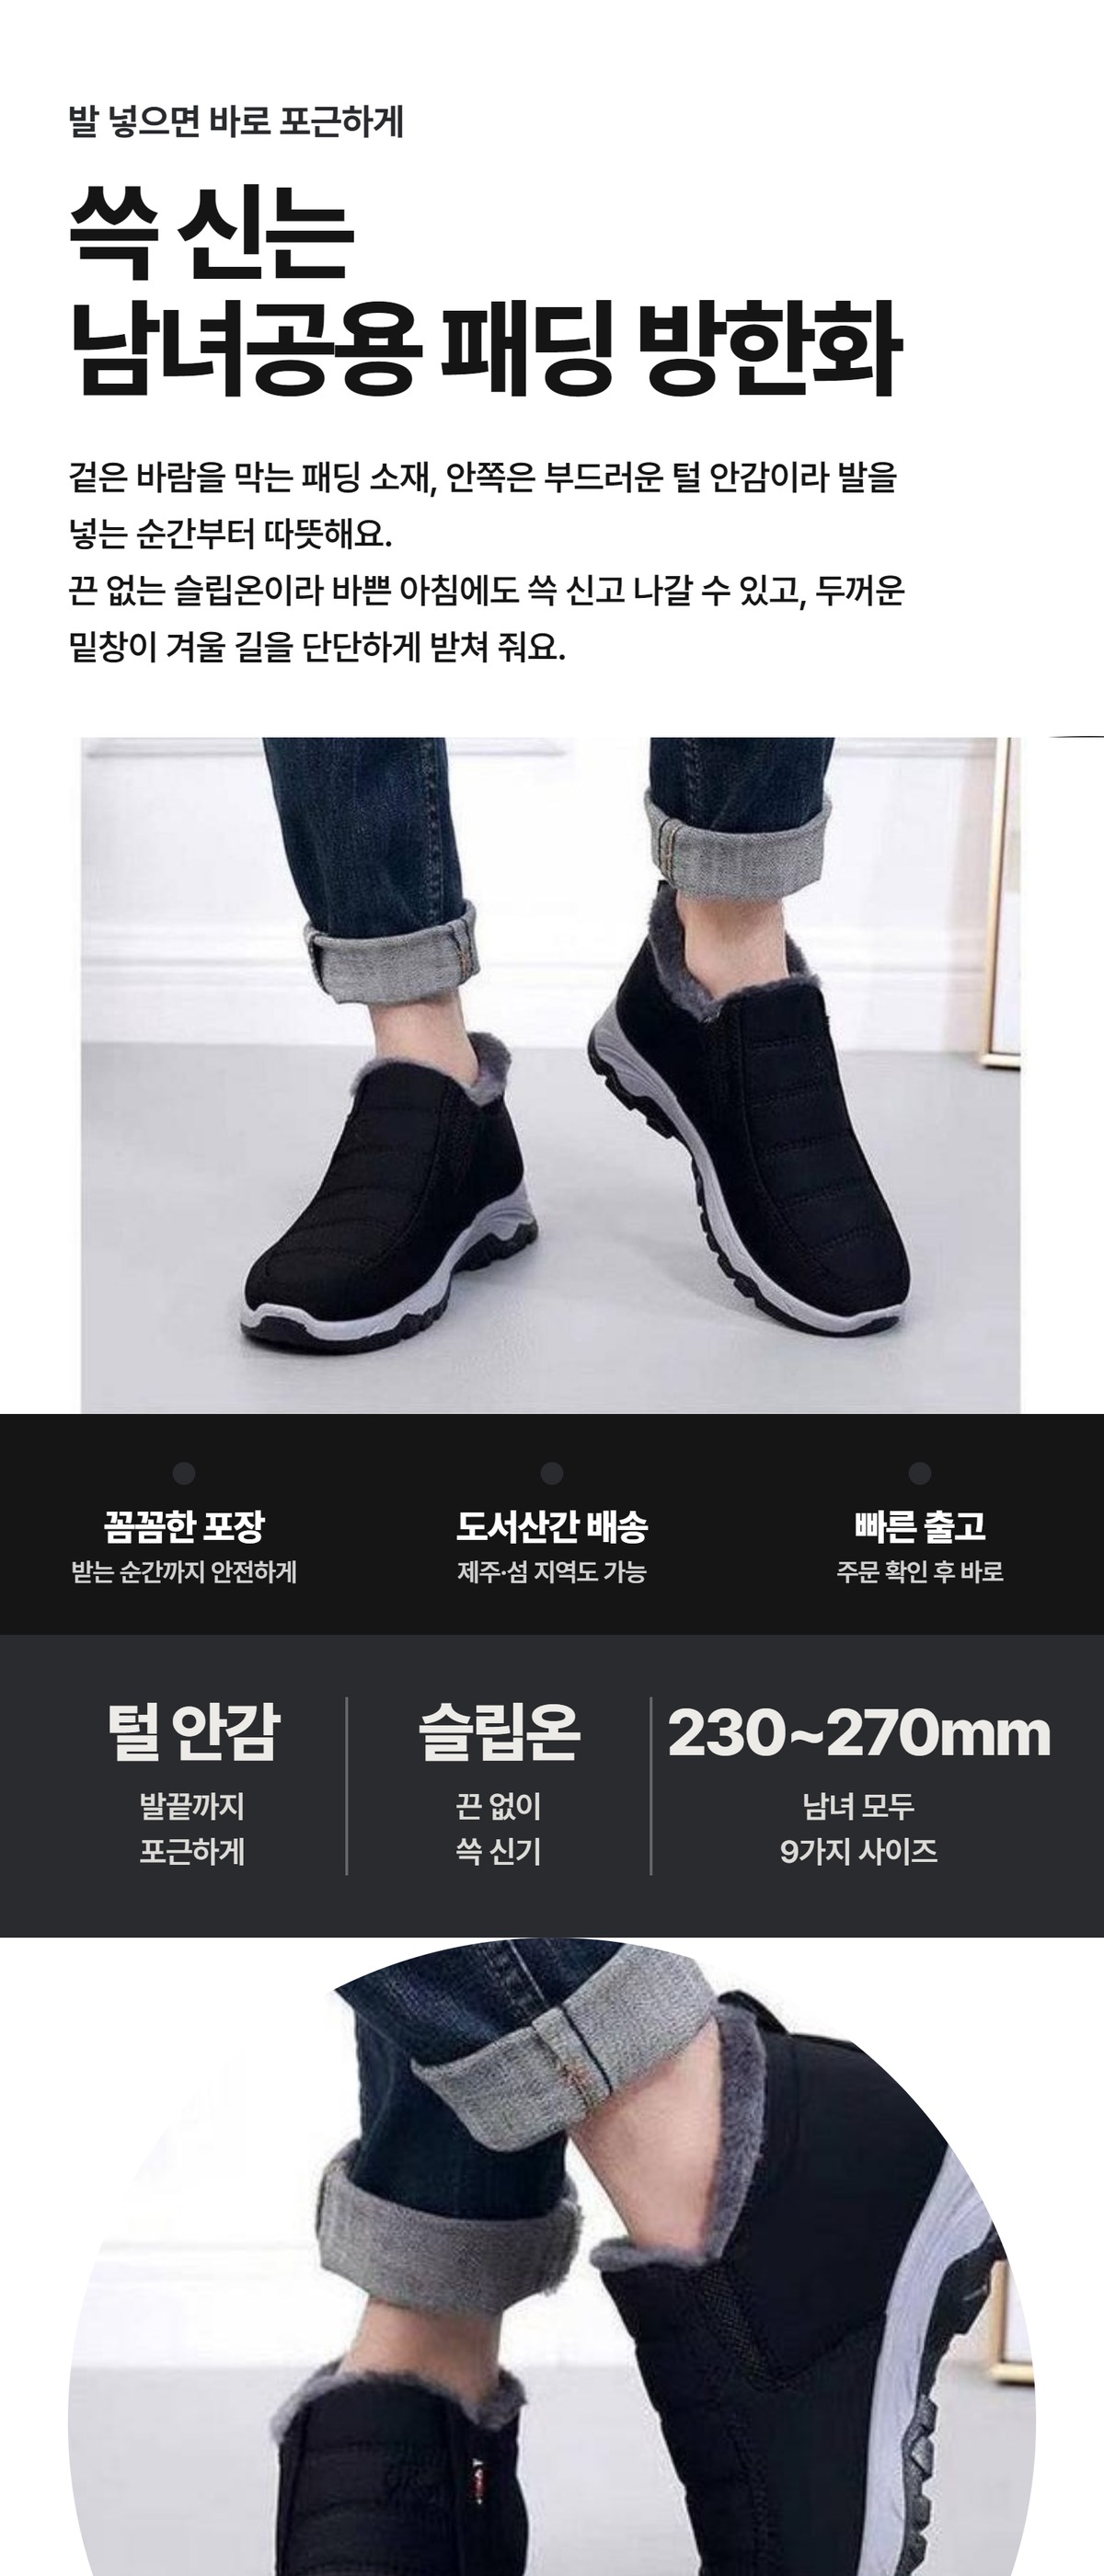 발 넣으면 바로 포근하게
쓱 신는
남녀공용 패딩 방한화
겉은 바람을 막는 패딩 소재, 안쪽은 부드러운 털 안감이라 발을
넣는 순간부터 따뜻해요.
끈 없는 슬립온이라 바쁜 아침에도 쓱 신고 나갈 수 있고, 두꺼운
밑창이 겨울 길을 단단하게 받쳐 줘요.
꼼꼼한 포장
받는 순간까지 안전하게
도서산간 배송
제주·섬 지역도 가능
빠른 출고
주문 확인 후 바로
털 안감
발끝까지
포근하게
슬립온
끈 없이
쓱 신기
230~270mm
남녀 모두
9가지 사이즈